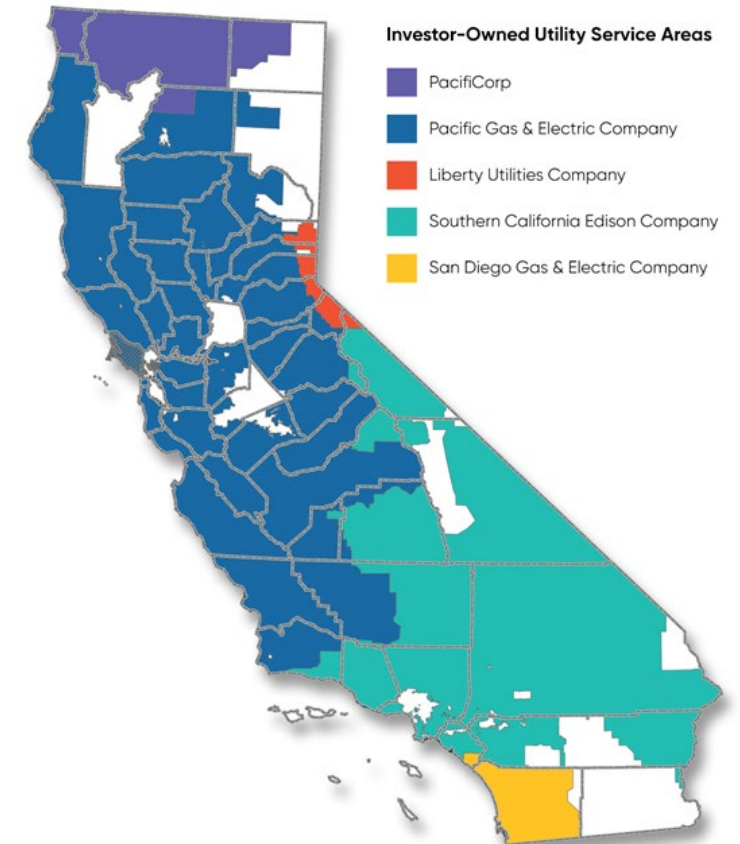 Investor-Owned Utility Service Areas
PacifiCorp
Pacific Gas & Electric Company
Liberty Utilities Company
Southern California Edison Company
San Diego Gas & Electric Company